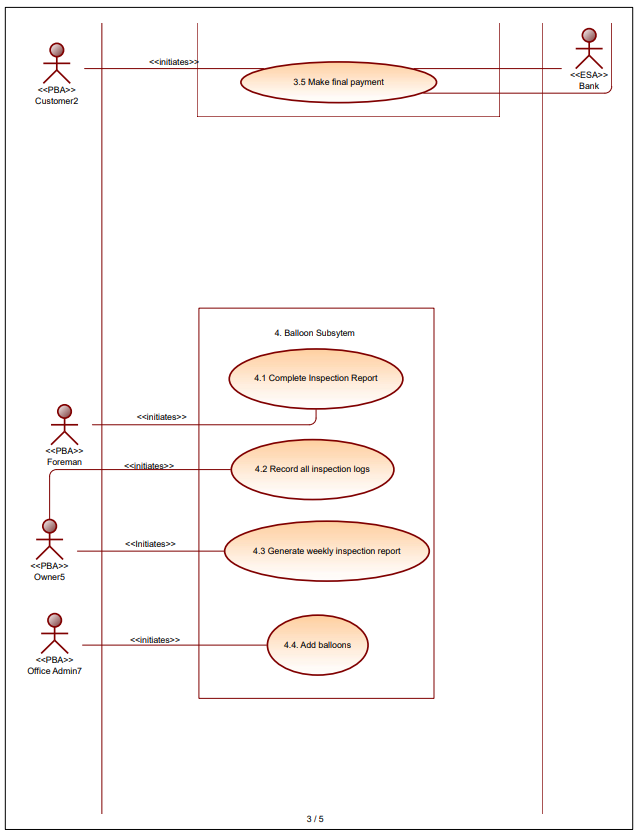 <<initiates>>
3.5 Make final payment
<<PBA>>
Customer2
<<ESA>>
Bank
4. Balloon Subsytem
4.1 Complete Inspection Report
<<initiates>>
<<PBA>>
Foreman
<<initiates>>
4.2 Record all inspection logs
<<Initiates>>
4.3 Generate weekly inspection report
<<PBA>>
Owner5
<<initiates>>
4.4. Add balloons
<<PBA>>
Office Admin7
3 / 5